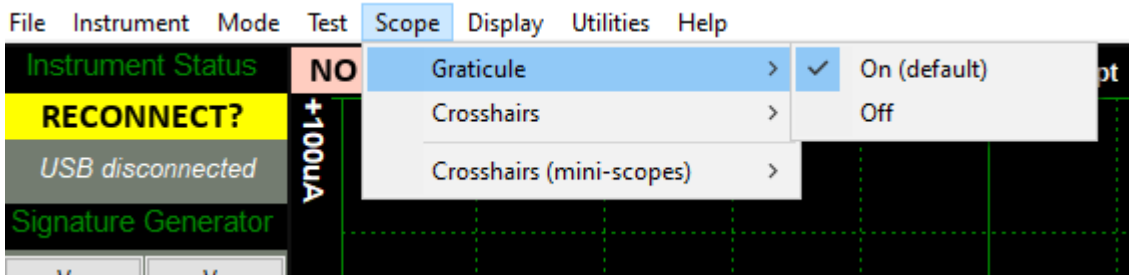 File Instrument Mode Test Scope Display Utilities Help
Instrument Status
NO
Graticule
On (default)
pt
RECONNECT?
Crosshairs
Off
USB disconnected
+100uA
Crosshairs (mini-scopes)
Signature Generator